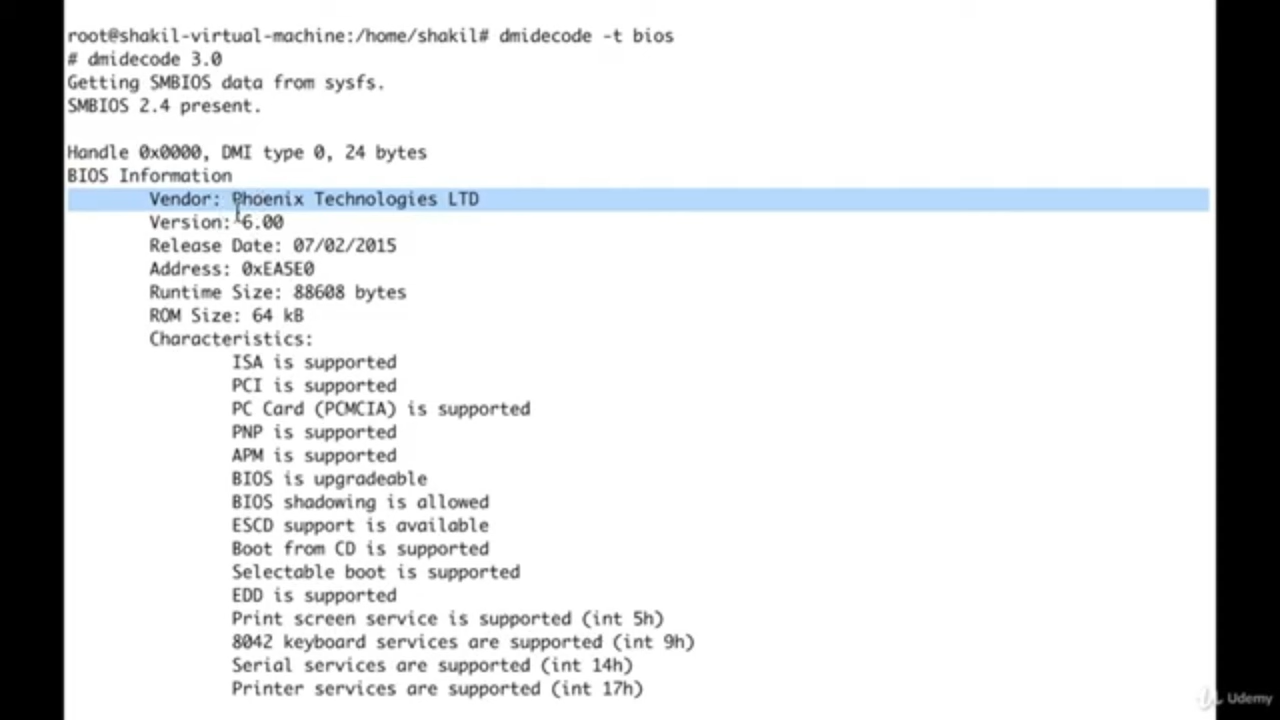 root@shakil-virtual-machine:/home/shakil# dmidecode -t bios
# dmidecode 3.0
Getting SMBIOS data from sysfs.
SMBIOS 2.4 present.
Handle 0x0000, DMI type 0, 24 bytes
BIOS Information
Vendor: Phoenix Technologies LTD
Version: 6.00
Release Date: 07/02/2015
Address: 0xEA5E0
Runtime Size: 88608 bytes
ROM Size: 64 kB
Characteristics:
ISA is supported
PCI is supported
PC Card (PCMCIA) is supported
PNP is supported
APM is supported
BIOS is upgradeable
BIOS shadowing is allowed
ESCD support is available
Boot from CD is supported
Selectable boot is supported
EDD is supported
Print screen service is supported (int 5h)
8042 keyboard services are supported (int 9h)
Serial services are supported (int 14h)
Printer services are supported (int 17h)
Udemy